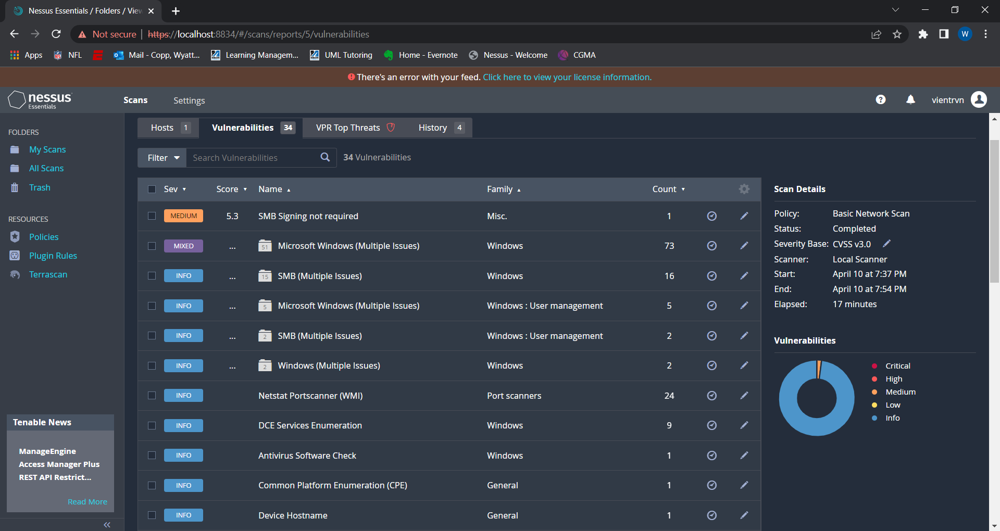 Nessus Essentials / Folders / View
Not secure | https://localhost:8834/#/scans/reports/5/vulnerabilities
W
Apps NFL Mail - Copp, Wyatt... Learning Managem... UML Tutoring Home - Evernote Nessus - Welcome CGMA
There's an error with your feed. Click here to view your license information.
nessus Essentials Scans Settings ? vientrvn
FOLDERS
My Scans
All Scans
Trash
RESOURCES
Policies
Plugin Rules
Terrascan
Tenable News
ManageEngine
Access Manager Plus
REST API Restrict...
Read More
Hosts 1 Vulnerabilities 34 VPR Top Threats History 4
Filter Search Vulnerabilities 34 Vulnerabilities
Sev Score Name Family Count
MEDIUM 5.3 SMB Signing not required Misc. 1
MIXED ... 51 Microsoft Windows (Multiple Issues) Windows 73
INFO ... 15 SMB (Multiple Issues) Windows 16
INFO ... 5 Microsoft Windows (Multiple Issues) Windows : User management 5
INFO ... 2 SMB (Multiple Issues) Windows : User management 2
INFO ... 2 Windows (Multiple Issues) Windows 2
INFO Netstat Portscanner (WMI) Port scanners 24
INFO DCE Services Enumeration Windows 9
INFO Antivirus Software Check Windows 1
INFO Common Platform Enumeration (CPE) General 1
INFO Device Hostname General 1
Scan Details
Policy: Basic Network Scan
Status: Completed
Severity Base: CVSS v3.0
Scanner: Local Scanner
Start: April 10 at 7:37 PM
End: April 10 at 7:54 PM
Elapsed: 17 minutes
Vulnerabilities
Critical
High
Medium
Low
Info